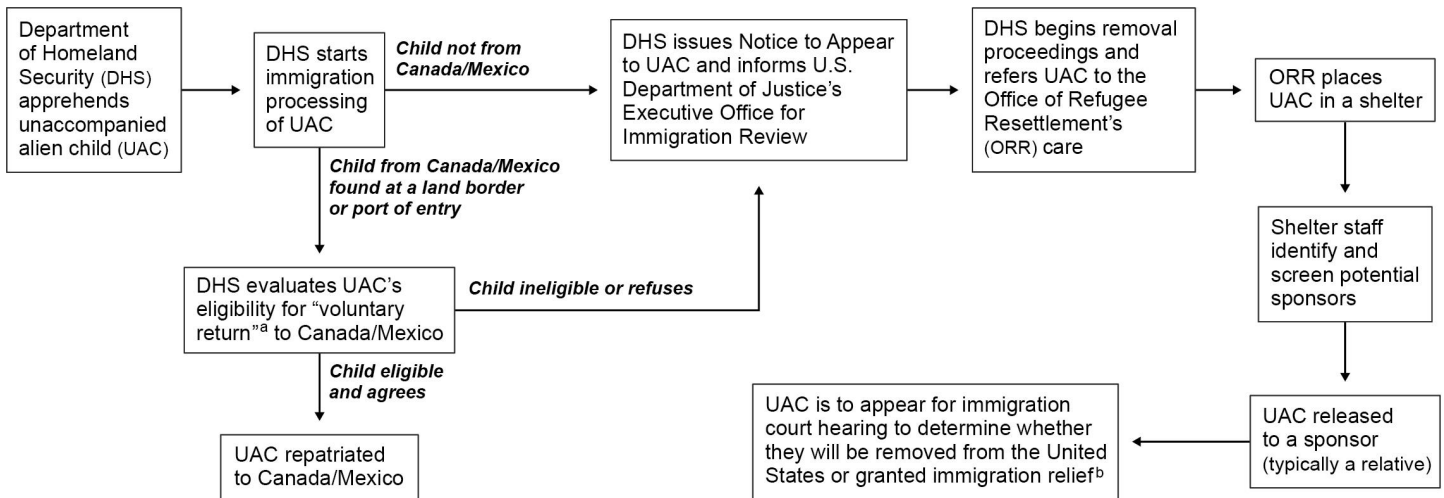 Department
of Homeland
Security (DHS)
apprehends
unaccompanied
alien child (UAC)
DHS starts
immigration
processing
of UAC
Child not from
Canada/Mexico
DHS issues Notice to Appear
to UAC and informs U.S.
Department of Justice’s
Executive Office for
Immigration Review
DHS begins removal
proceedings and
refers UAC to the
Office of Refugee
Resettlement’s
(ORR) care
ORR places
UAC in a shelter
Child from Canada/Mexico
found at a land border
or port of entry
Shelter staff
identify and
screen potential
sponsors
DHS evaluates UAC’s
eligibility for “voluntary
return”a to Canada/Mexico
Child ineligible or refuses
Child eligible
and agrees
UAC repatriated
to Canada/Mexico
UAC released
to a sponsor
(typically a relative)
UAC is to appear for immigration
court hearing to determine whether
they will be removed from the United
States or granted immigration reliefb